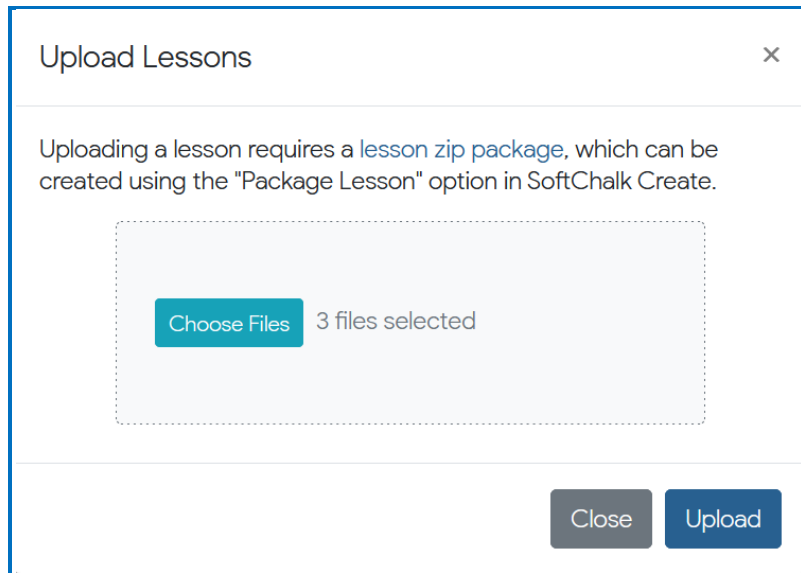 Upload Lessons
×
Uploading a lesson requires a lesson zip package, which can be
created using the "Package Lesson" option in SoftChalk Create.
Choose Files 3 files selected
Close Upload